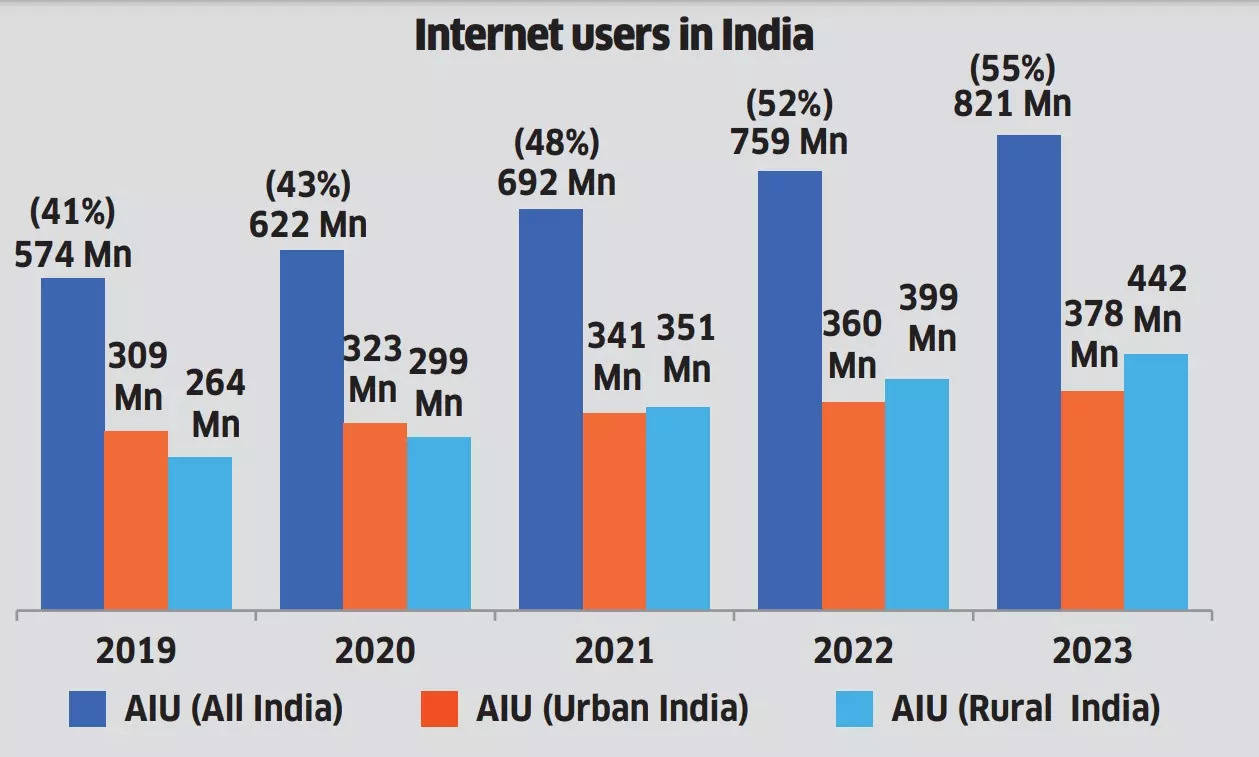 Internet users in India
(41%)
574 Mn
309
Mn
264
Mn
(43%)
622 Mn
323
Mn
299
Mn
(48%)
692 Mn
341
Mn
351
Mn
(52%)
759 Mn
360
Mn
399
Mn
(55%)
821 Mn
378
Mn
442
Mn
2019 2020 2021 2022 2023
AIU (All India) AIU (Urban India) AIU (Rural India)